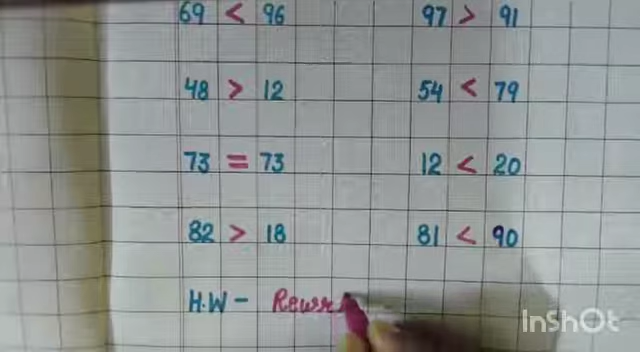 69 < 96 97 > 91
48 > 12 54 < 79
73 = 73 12 < 20
82 > 18 81 < 90
H.W -
InShOt